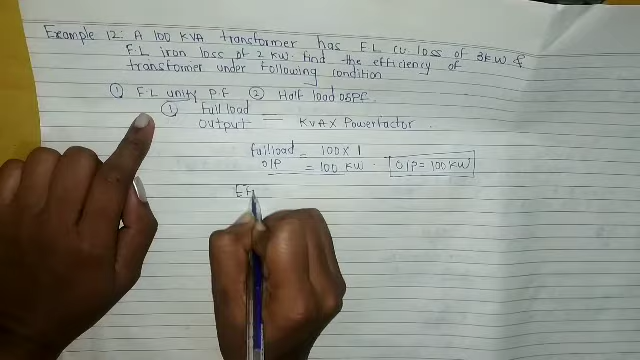 Example 12: A 100 KVA transformer has F.L cu. loss of 3KW &
F.L iron loss of 2 KW. Find the efficiency of
transformer under following condition
① F.L unity P.F ② Half load
① Full load
output = KVA X Powerfactor.
full load = 100 X 1
O/P = 100 KW. O/P = 100 KW
Ef